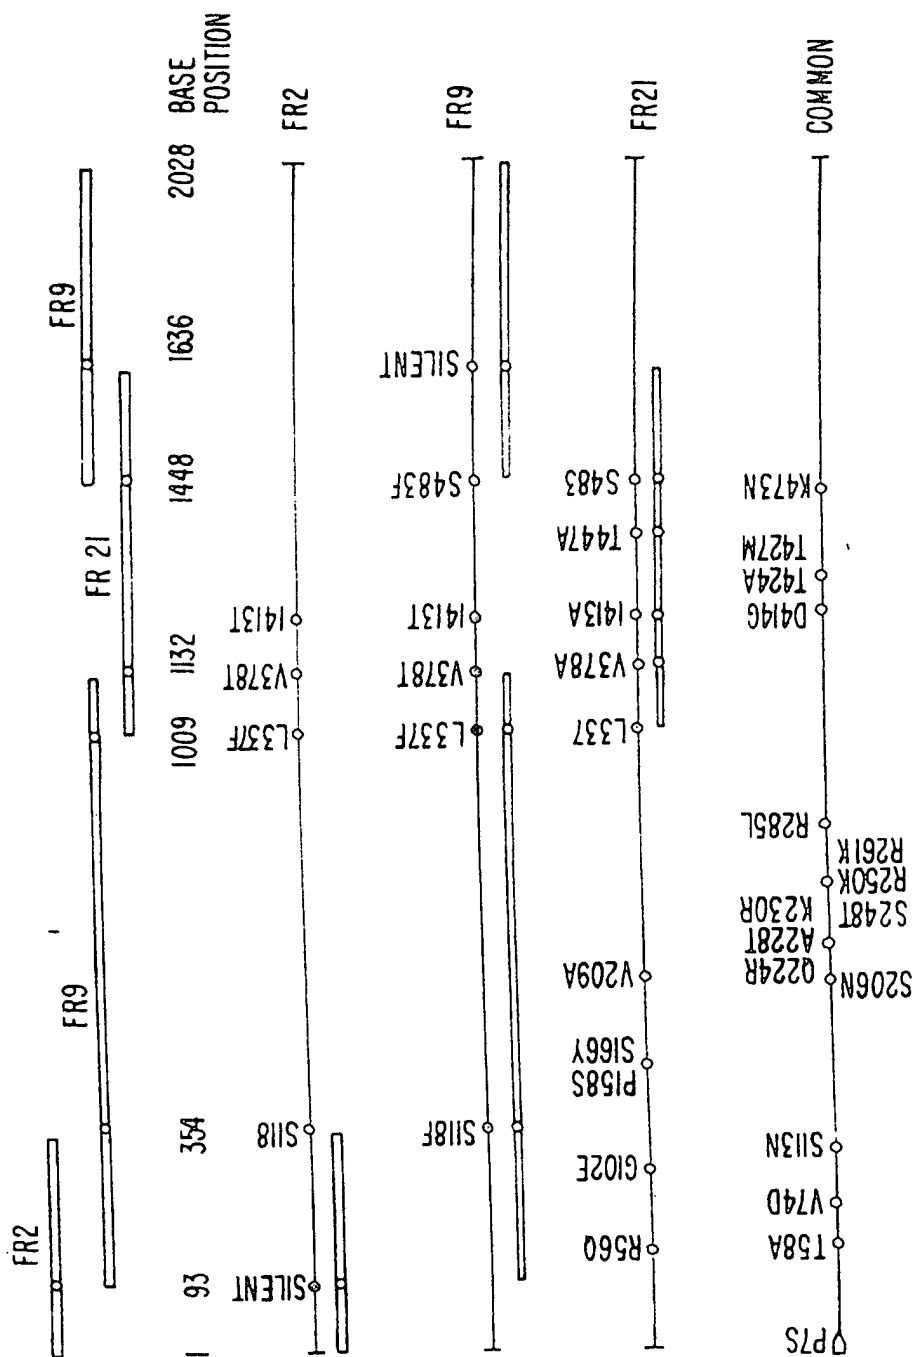 FR2
FR9
FR 21
FR9
BASE
POSITION
1
93
354
1009
1132
1448
1636
2028
FR2
SILENT
S118
L337F
V378T
I413T
FR9
S118F
L337F
V378T
I413T
S483F
SILENT
FR21
R56Q
G102E
P158S
S166Y
V209A
L337
V378A
I413A
T447A
S483
COMMON
P7S
T58A
V74D
S113N
S206N
Q224R
A228T
K230R
S248T
R250K
R261K
R285L
D414G
T424A
T427M
K473N